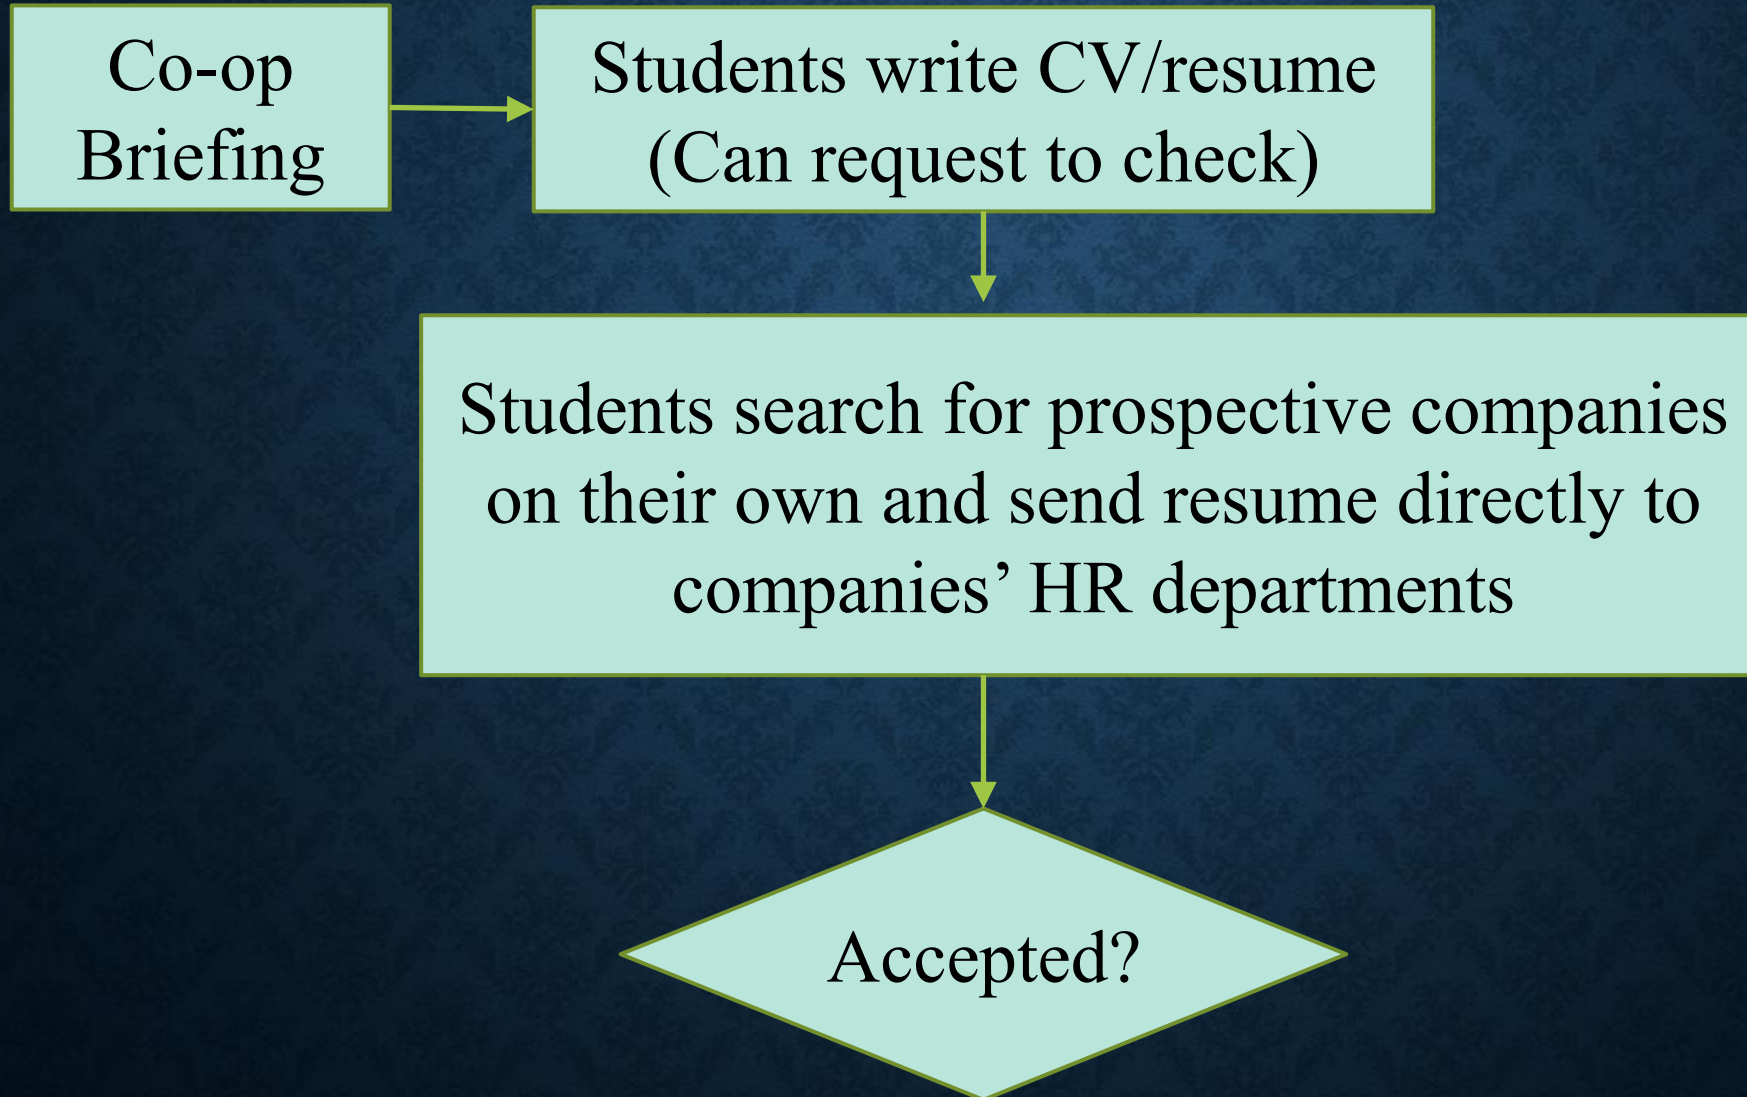 Co-op
Briefing
Students write CV/resume
(Can request to check)
Students search for prospective companies
on their own and send resume directly to
companies’ HR departments
Accepted?